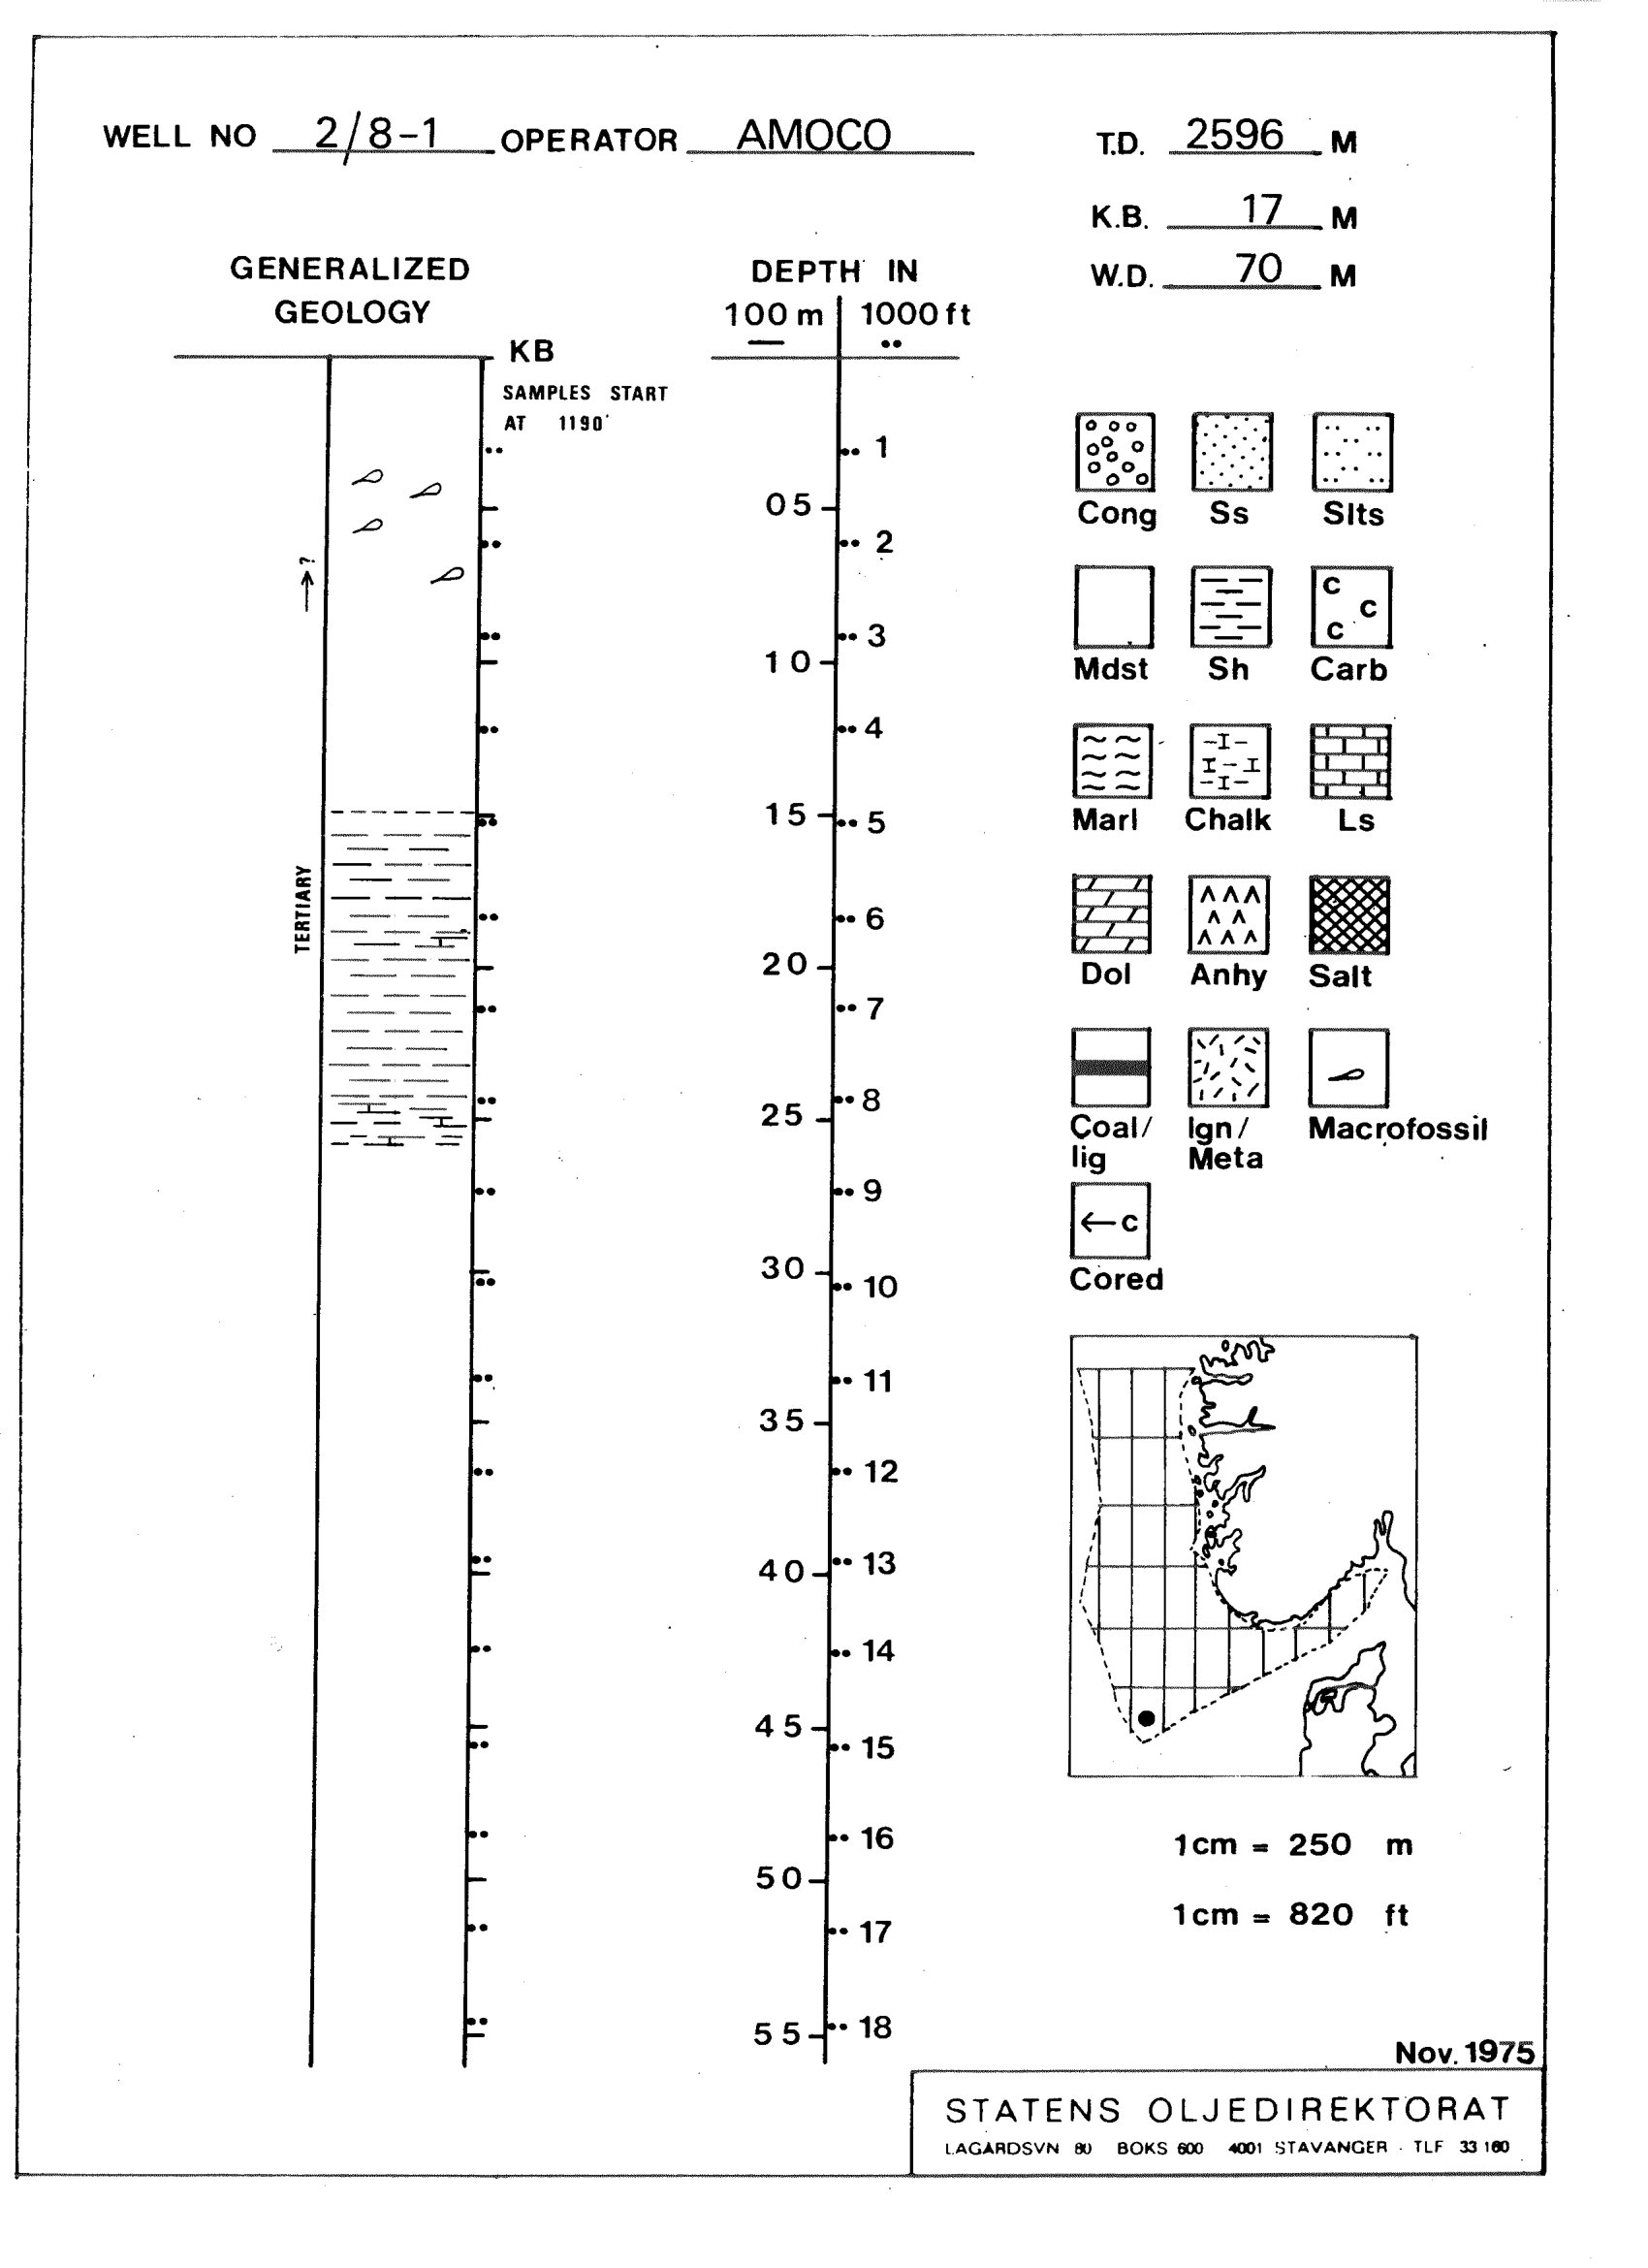 WELL NO 2/8-1 OPERATOR AMOCO T.D. 2596 M
K.B. 17 M
W.D. 70 M
GENERALIZED
GEOLOGY
KB
SAMPLES START
AT 1190'
? 
TERTIARY
DEPTH IN
100 m 1000 ft
1
05
2
3
10
4
15
5
6
20
7
8
25
9
30
10
11
35
12
13
40
14
45
15
16
50
17
18
55
Cong Ss Slts
C
C
C
Mdst Sh Carb
Marl Chalk Ls
Dol Anhy Salt
Coal/ Ign/ Macrofossil
lig Meta
←C
Cored
1cm = 250 m
1cm = 820 ft
Nov. 1975
STATENS OLJEDIREKTORAT
LAGARDSVN 80 BOKS 600 4001 STAVANGER · TLF 33 160